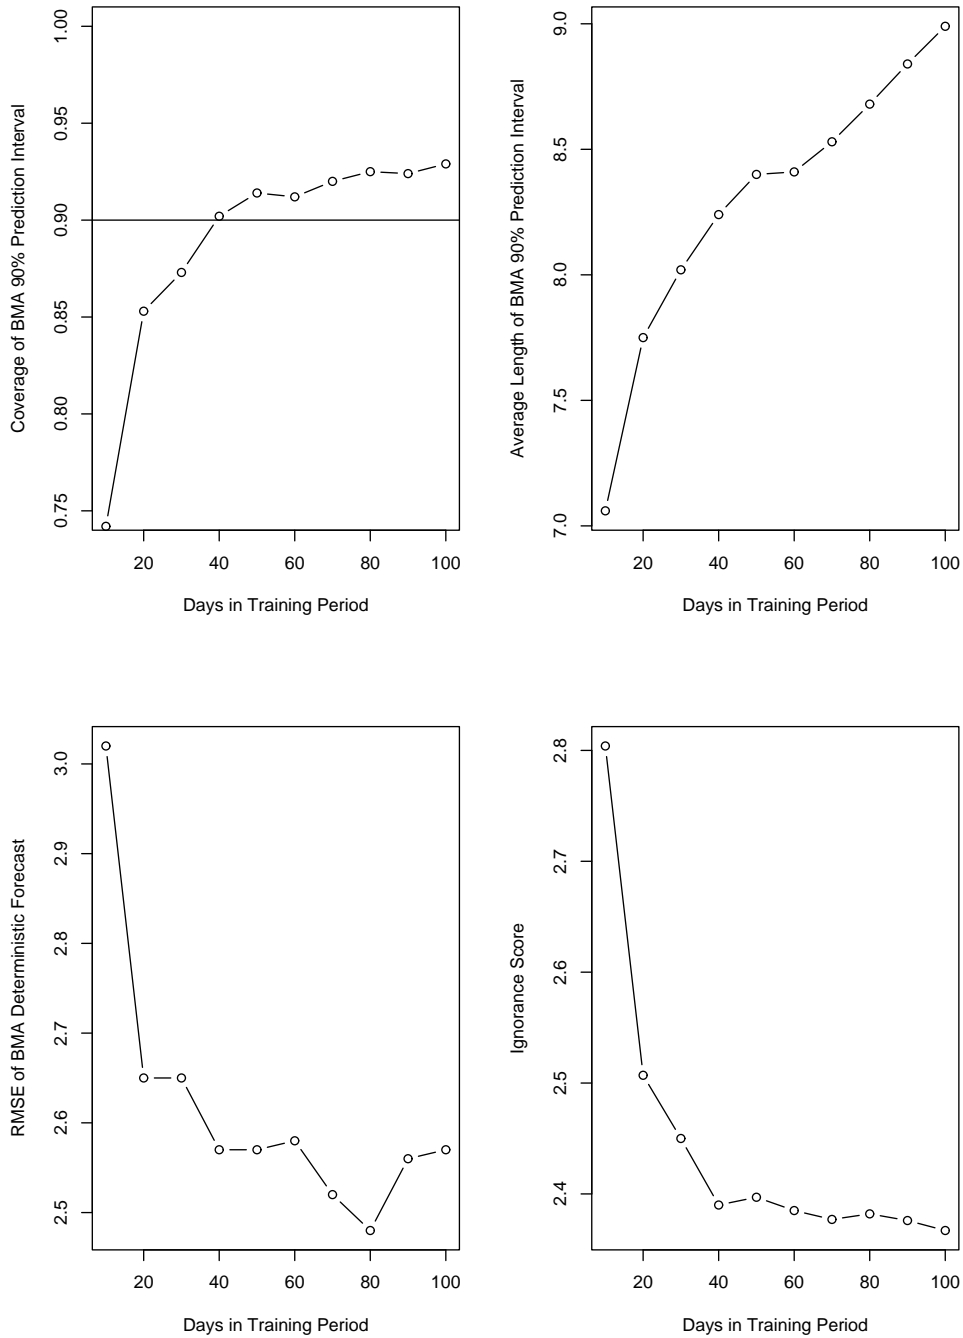 Coverage of BMA 90% Prediction Interval
1.00
0.95
0.90
0.85
0.80
0.75
20 40 60 80 100
Days in Training Period
Average Length of BMA 90% Prediction Interval
9.0
8.5
8.0
7.5
7.0
20 40 60 80 100
Days in Training Period
RMSE of BMA Deterministic Forecast
3.0
2.9
2.8
2.7
2.6
2.5
20 40 60 80 100
Days in Training Period
Ignorance Score
2.8
2.7
2.6
2.5
2.4
20 40 60 80 100
Days in Training Period